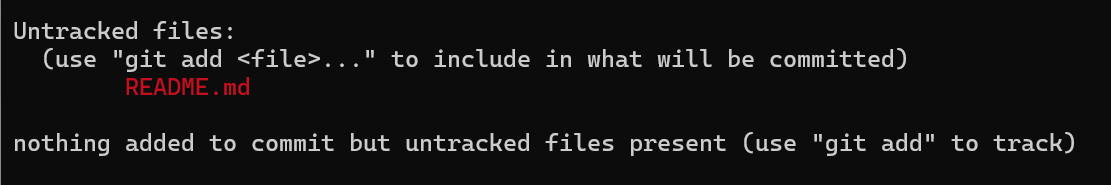 Untracked files:
  (use "git add <file>..." to include in what will be committed)
        README.md
nothing added to commit but untracked files present (use "git add" to track)